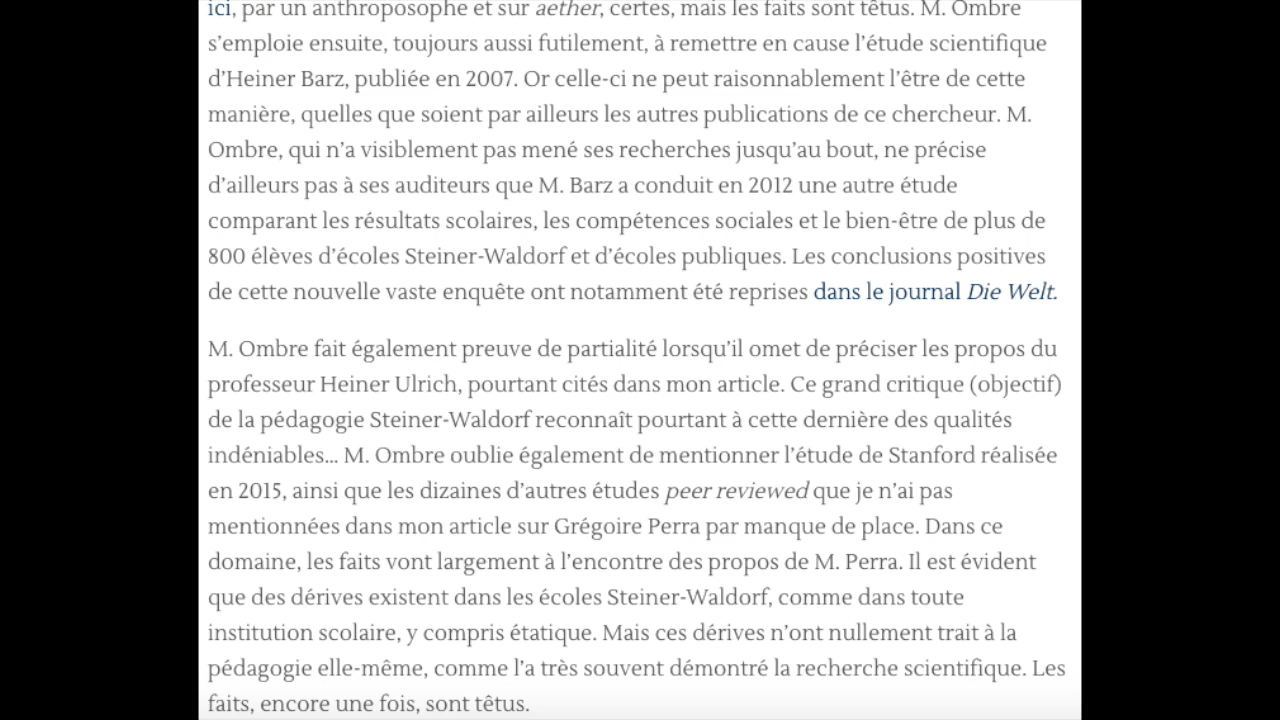 ici, par un anthroposophe et sur aether, certes, mais les faits sont têtus. M. Ombre
s’emploie ensuite, toujours aussi futilement, à remettre en cause l’étude scientifique
d’Heiner Barz, publiée en 2007. Or celle-ci ne peut raisonnablement l’être de cette
manière, quelles que soient par ailleurs les autres publications de ce chercheur. M.
Ombre, qui n’a visiblement pas mené ses recherches jusqu’au bout, ne précise
d’ailleurs pas à ses auditeurs que M. Barz a conduit en 2012 une autre étude
comparant les résultats scolaires, les compétences sociales et le bien-être de plus de
800 élèves d’écoles Steiner-Waldorf et d’écoles publiques. Les conclusions positives
de cette nouvelle vaste enquête ont notamment été reprises dans le journal Die Welt.
M. Ombre fait également preuve de partialité lorsqu’il omet de préciser les propos du
professeur Heiner Ulrich, pourtant cités dans mon article. Ce grand critique (objectif)
de la pédagogie Steiner-Waldorf reconnaît pourtant à cette dernière des qualités
indéniables... M. Ombre oublie également de mentionner l’étude de Stanford réalisée
en 2015, ainsi que les dizaines d’autres études peer reviewed que je n’ai pas
mentionnées dans mon article sur Grégoire Perra par manque de place. Dans ce
domaine, les faits vont largement à l’encontre des propos de M. Perra. Il est évident
que des dérives existent dans les écoles Steiner-Waldorf, comme dans toute
institution scolaire, y compris étatique. Mais ces dérives n’ont nullement trait à la
pédagogie elle-même, comme l’a très souvent démontré la recherche scientifique. Les
faits, encore une fois, sont têtus.